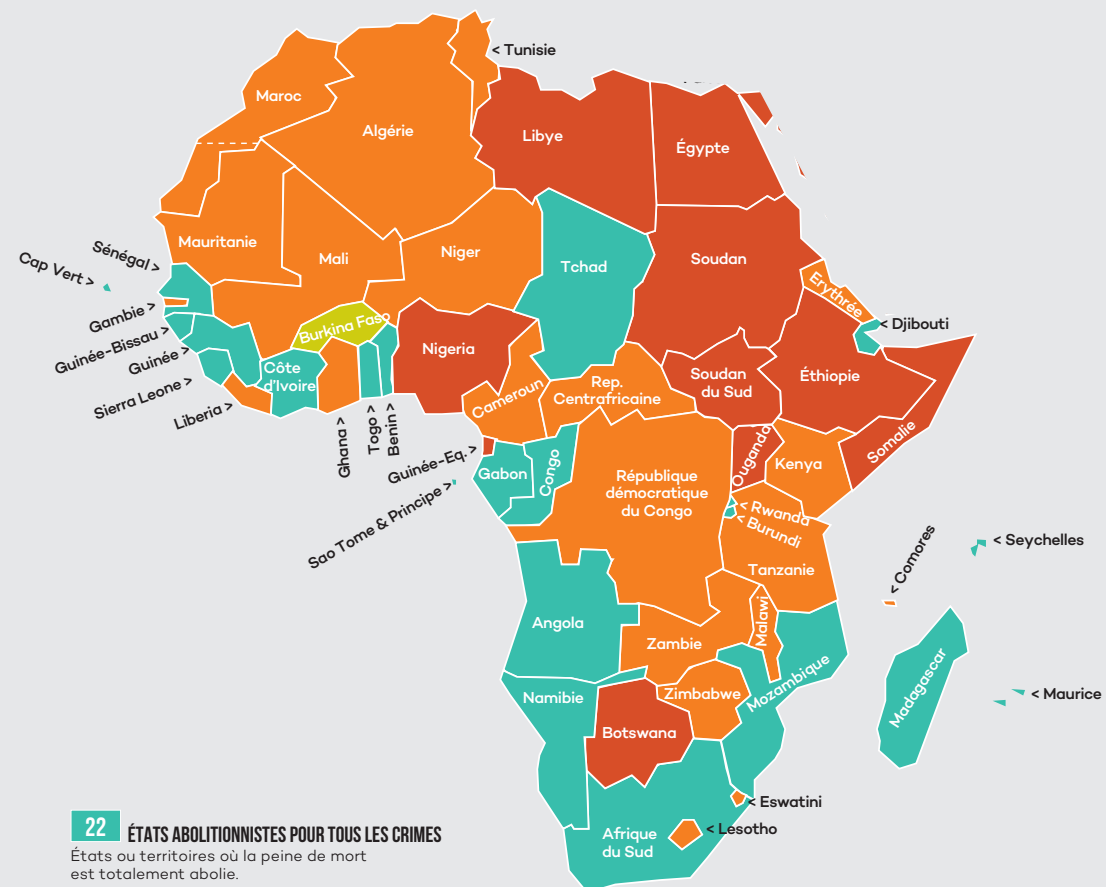 < Tunisie
Maroc
Algérie
Libye
Égypte
Mauritanie
Mali
Niger
Tchad
Soudan
Sénégal >
Cap Vert >
Érythrée
Gambie >
< Djibouti
Burkina Faso
Guinée-Bissau >
Guinée >
Nigeria
Sierra Leone >
Côte
d'Ivoire
Liberia >
Cameroun
Rep.
Centrafricaine
Soudan
du Sud
Éthiopie
Ghana >
Togo >
Benin >
Somalie
Guinée-Eq. >
Ouganda
Kenya
Gabon
Congo
République
démocratique
du Congo
Sao Tome & Principe >
< Rwanda
< Burundi
Tanzanie
< Comores
< Seychelles
Angola
Zambie
Malawi
Mozambique
Madagascar
Namibie
Zimbabwe
< Maurice
Botswana
< Eswatini
< Lesotho
Afrique
du Sud
22 ÉTATS ABOLITIONNISTES POUR TOUS LES CRIMES
États ou territoires où la peine de mort
est totalement abolie.